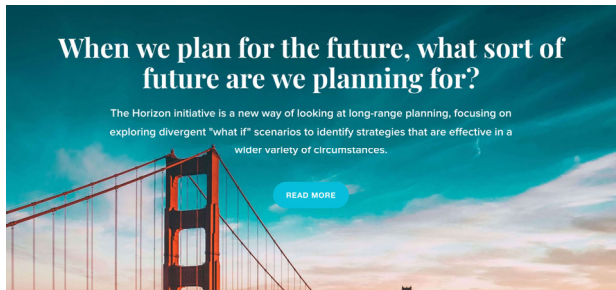 When we plan for the future, what sort of
future are we planning for?
The Horizon initiative is a new way of looking at long-range planning, focusing on
exploring divergent "what if" scenarios to identify strategies that are effective in a
wider variety of circumstances.
READ MORE